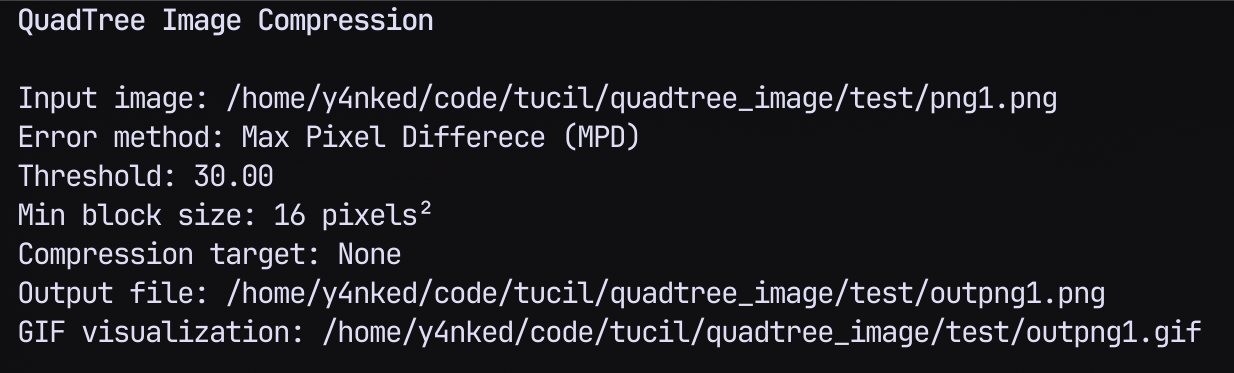 QuadTree Image Compression
Input image: /home/y4nked/code/tucil/quadtree_image/test/png1.png
Error method: Max Pixel Differece (MPD)
Threshold: 30.00
Min block size: 16 pixels²
Compression target: None
Output file: /home/y4nked/code/tucil/quadtree_image/test/outpng1.png
GIF visualization: /home/y4nked/code/tucil/quadtree_image/test/outpng1.gif